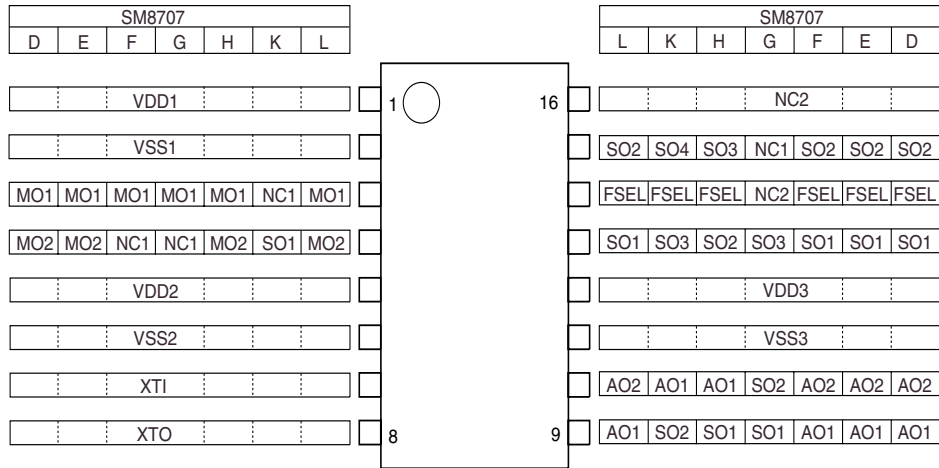 SM8707 SM8707
D E F G H K L L K H G F E D
VDD1 1 16 NC2
VSS1 SO2 SO4 SO3 NC1 SO2 SO2 SO2
MO1 MO1 MO1 MO1 MO1 NC1 MO1 FSEL FSEL FSEL NC2 FSEL FSEL FSEL
MO2 MO2 NC1 NC1 MO2 SO1 MO2 SO1 SO3 SO2 SO3 SO1 SO1 SO1
VDD2 VDD3
VSS2 VSS3
XTI AO2 AO1 AO1 SO2 AO2 AO2 AO2
XTO 8 9 AO1 SO2 SO1 SO1 AO1 AO1 AO1